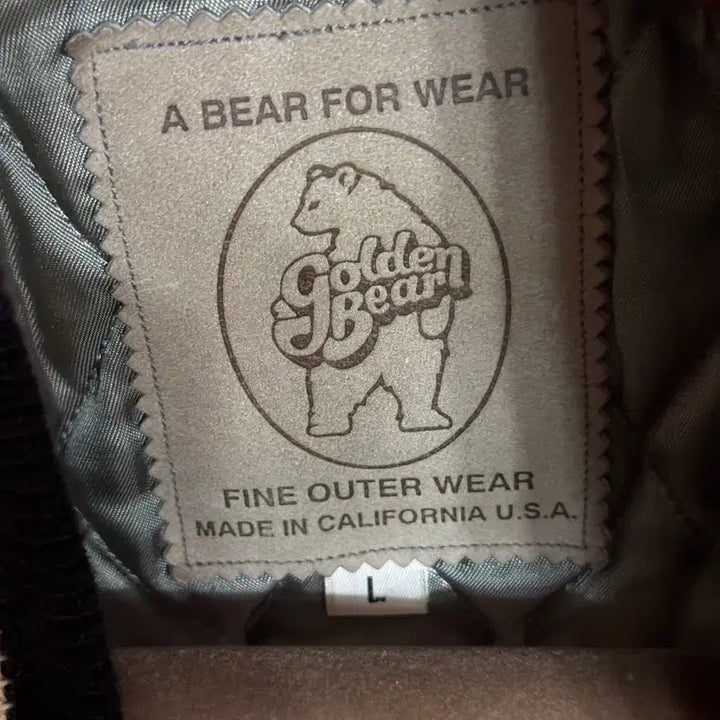 A BEAR FOR WEAR
Golden
Bear
FINE OUTER WEAR
MADE IN CALIFORNIA U.S.A.
L